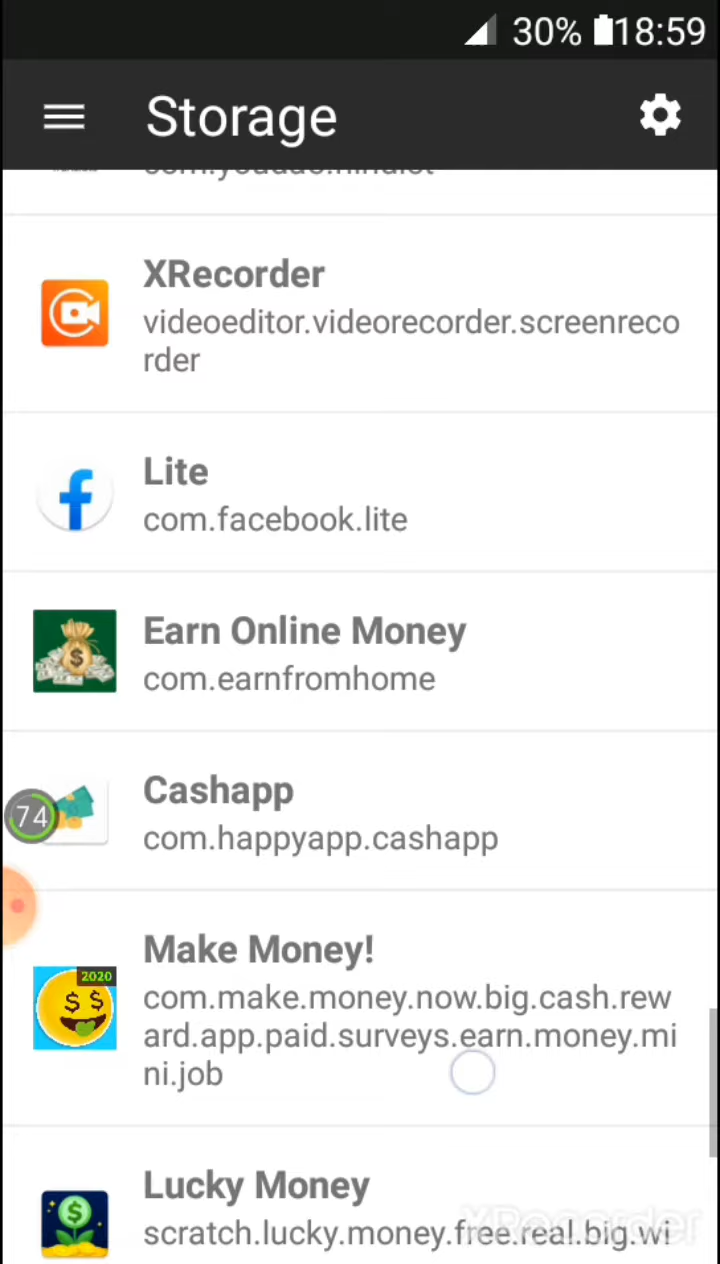 30% 18:59
Storage
XRecorder
videoeditor.videorecorder.screenreco
rder
Lite
com.facebook.lite
Earn Online Money
com.earnfromhome
Cashapp
74
com.happyapp.cashapp
Make Money!
2020
com.make.money.now.big.cash.rew
ard.app.paid.surveys.earn.money.mi
ni.job
Lucky Money
scratch.lucky.money.free.real.big.wi
XRecorder